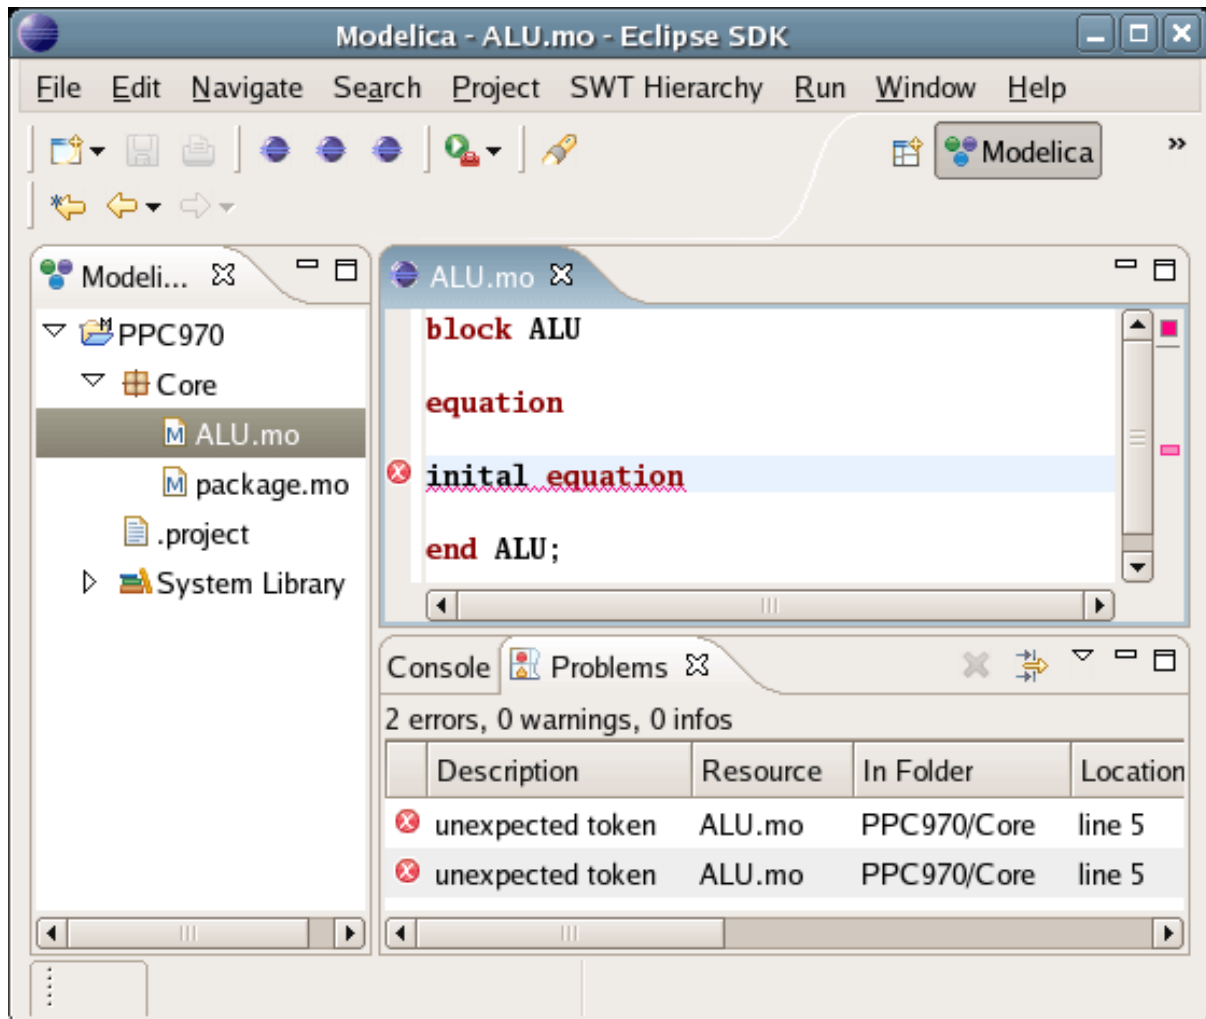 Modelica - ALU.mo - Eclipse SDK
File Edit Navigate Search Project SWT Hierarchy Run Window Help
Modelica »
Modeli...
PPC970
Core
ALU.mo
package.mo
.project
System Library
ALU.mo
block ALU
equation
inital equation
end ALU;
Console Problems
2 errors, 0 warnings, 0 infos
Description Resource In Folder Location
unexpected token ALU.mo PPC970/Core line 5
unexpected token ALU.mo PPC970/Core line 5